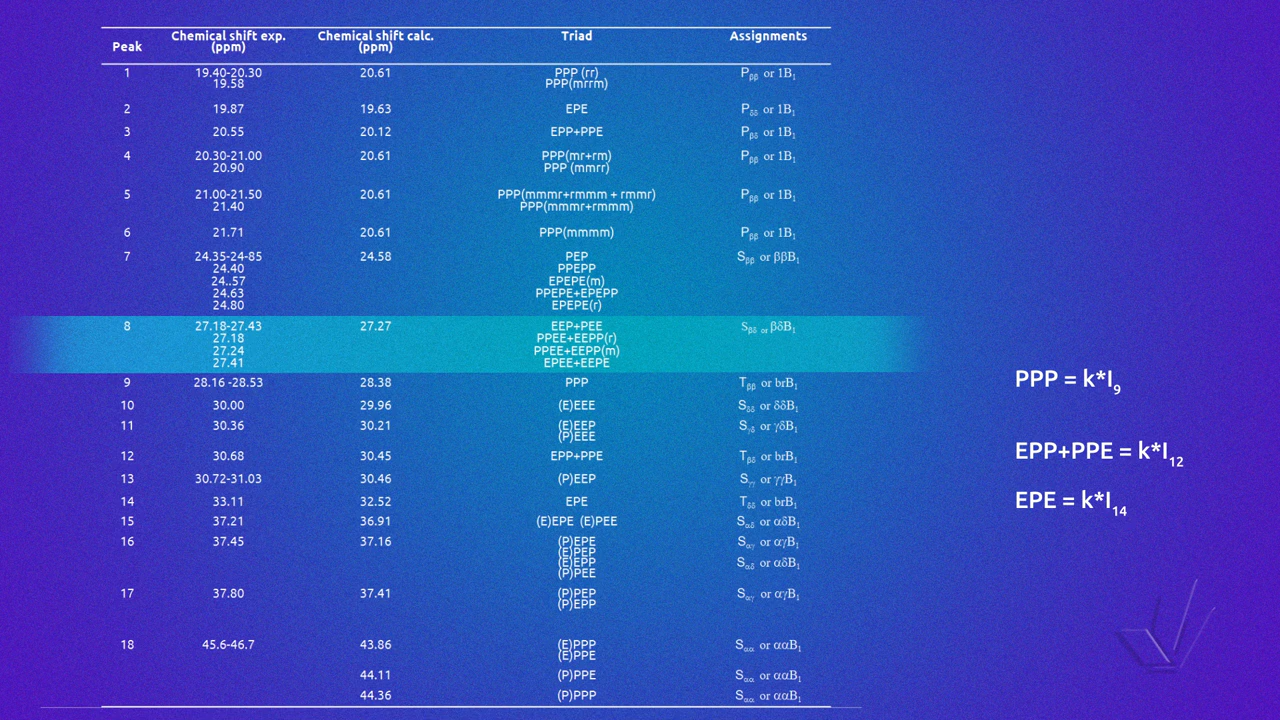 Peak Chemical shift exp. (ppm) Chemical shift calc. (ppm) Triad Assignments
1 19.40-20.30 20.61 PPP (rr) Pββ or 1B1
19.58 PPP(mrrm)
2 19.87 19.63 EPE Pδδ or 1B1
3 20.55 20.12 EPP+PPE Pβδ or 1B1
4 20.30-21.00 20.61 PPP(mr+rm) Pββ or 1B1
20.90 PPP (mmrr)
5 21.00-21.50 20.61 PPP(mmmr+rmmm + rmmr) Pββ or 1B1
21.40 PPP(mmmr+rmmm)
6 21.71 20.61 PPP(mmmm) Pββ or 1B1
7 24.35-24-85 24.58 PEP Sββ or ββB1
24.40 PPEPP
24..57 EPEPE(m)
24.63 PPEPE+EPEPP
24.80 EPEPE(r)
8 27.18-27.43 27.27 EEP+PEE Sβδ or βδB1
27.18 PPEE+EEPP(r)
27.24 PPEE+EEPP(m)
27.41 EPEE+EEPE
9 28.16 -28.53 28.38 PPP Tββ or brB1
PPP = k*I9
10 30.00 29.96 (E)EEE Sδδ or δδB1
11 30.36 30.21 (E)EEP Sγδ or γδB1
(P)EEE
12 30.68 30.45 EPP+PPE Tβδ or brB1
EPP+PPE = k*I12
13 30.72-31.03 30.46 (P)EEP Sγγ or γγB1
14 33.11 32.52 EPE Tδδ or brB1
EPE = k*I14
15 37.21 36.91 (E)EPE (E)PEE Sαδ or αδB1
16 37.45 37.16 (P)EPE Sαγ or αγB1
(E)PEP
(E)EPP Sαδ or αδB1
(P)PEE
17 37.80 37.41 (P)PEP Sαγ or αγB1
(P)EPP
18 45.6-46.7 43.86 (E)PPP Sαα or ααB1
(E)PPE
44.11 (P)PPE Sαα or ααB1
44.36 (P)PPP Sαα or ααB1